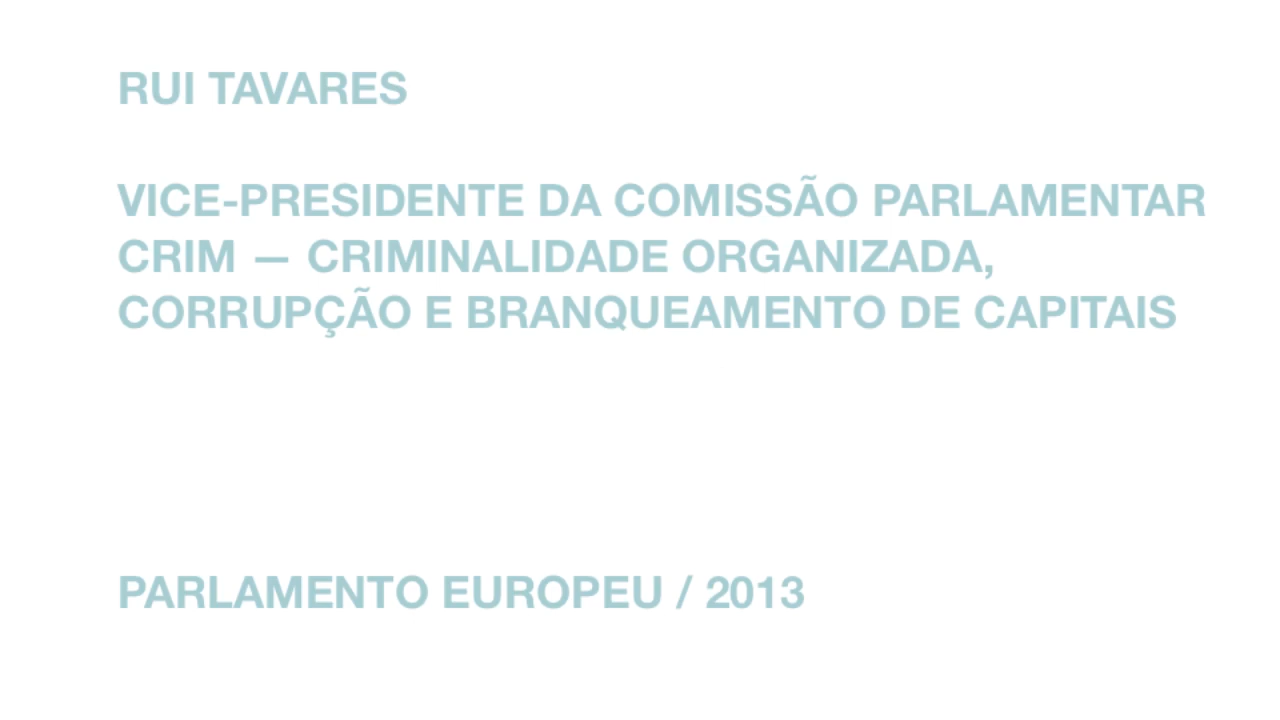 RUI TAVARES
VICE-PRESIDENTE DA COMISSÃO PARLAMENTAR
CRIM — CRIMINALIDADE ORGANIZADA,
CORRUPÇÃO E BRANQUEAMENTO DE CAPITAIS
PARLAMENTO EUROPEU / 2013